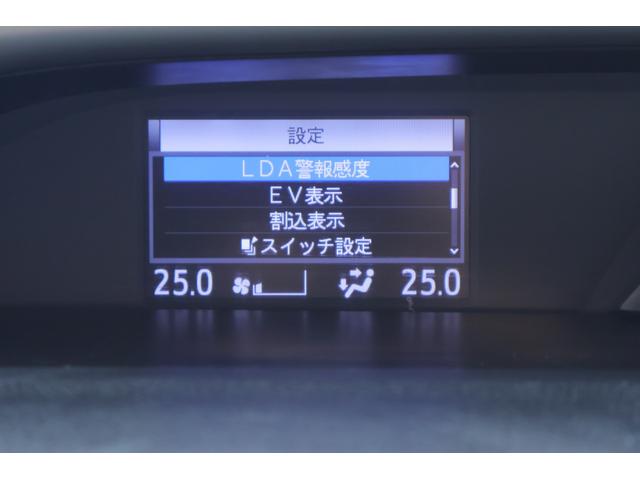 設定
ＬＤＡ警報感度
ＥＶ表示
割込表示
スイッチ設定
25.0 25.0